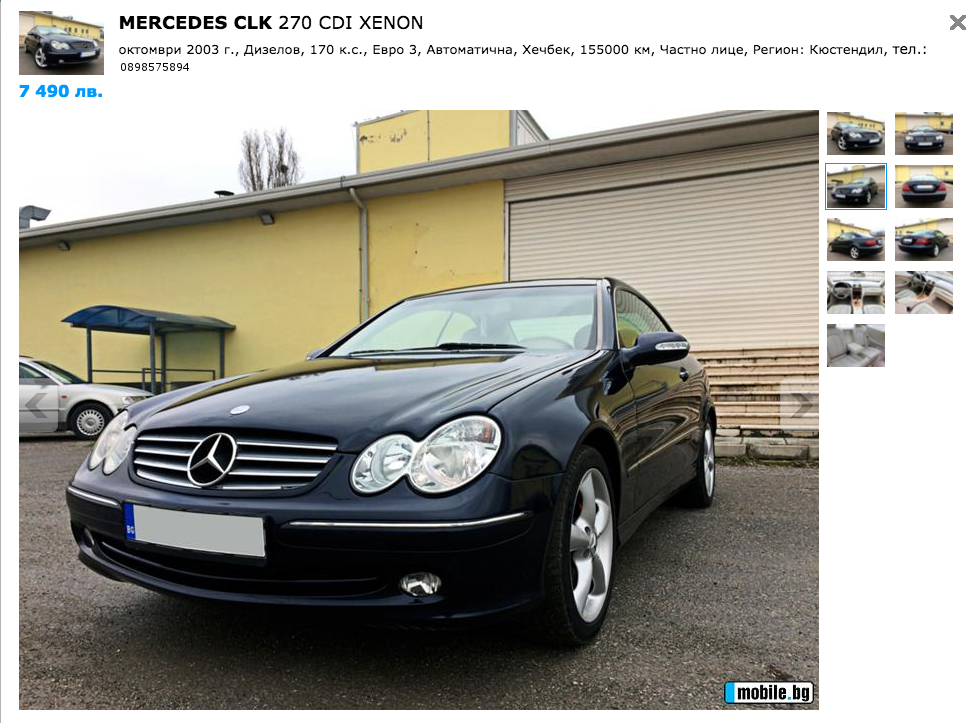 MERCEDES CLK 270 CDI XENON
октомври 2003 г., Дизелов, 170 к.с., Евро 3, Автоматична, Хечбек, 155000 км, Частно лице, Регион: Кюстендил, тел.:
0898575894
7 490 лв.
BG
mobile.bg